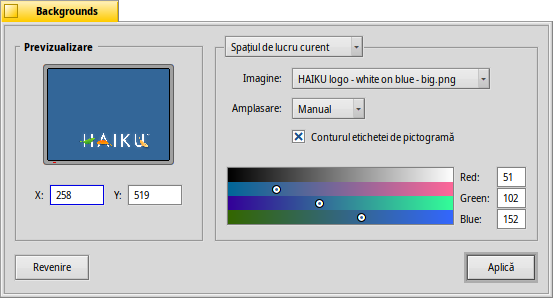 Backgrounds
Previzualizare
HAIKU
X: 258 Y: 519
Spațiul de lucru curent
Imagine: HAIKU logo - white on blue - big.png
Amplasare: Manual
Conturul etichetei de pictogramă
Red: 51
Green: 102
Blue: 152
Revenire
Aplică